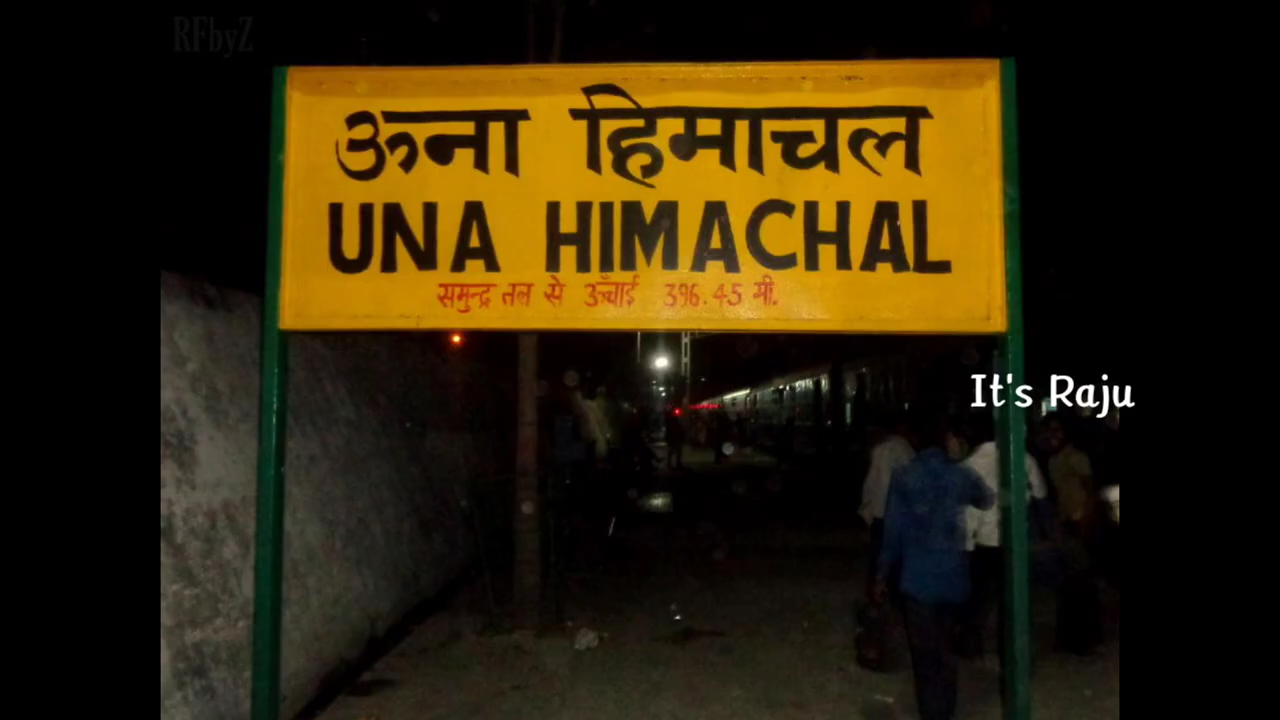 RFbyZ
ऊना हिमाचल
UNA HIMACHAL
समुन्द्र तल से ऊँचाई 396.45 मी.
It's Raju